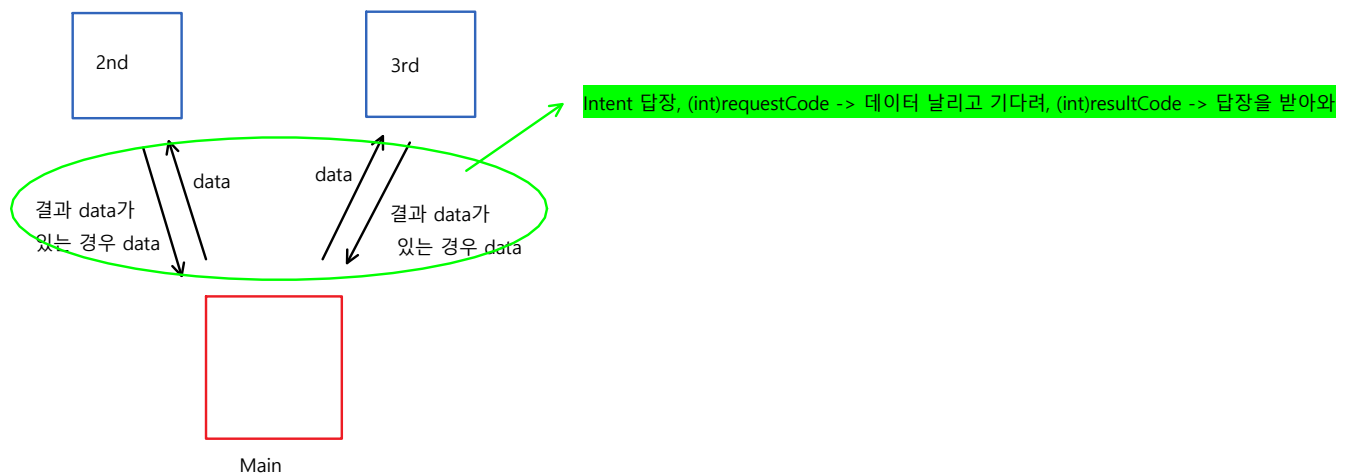 2nd
3rd
Intent 답장, (int)requestCode -> 데이터 날리고 기다려, (int)resultCode -> 답장을 받아와
data
data
결과 data가
있는 경우 data
결과 data가
있는 경우 data
Main